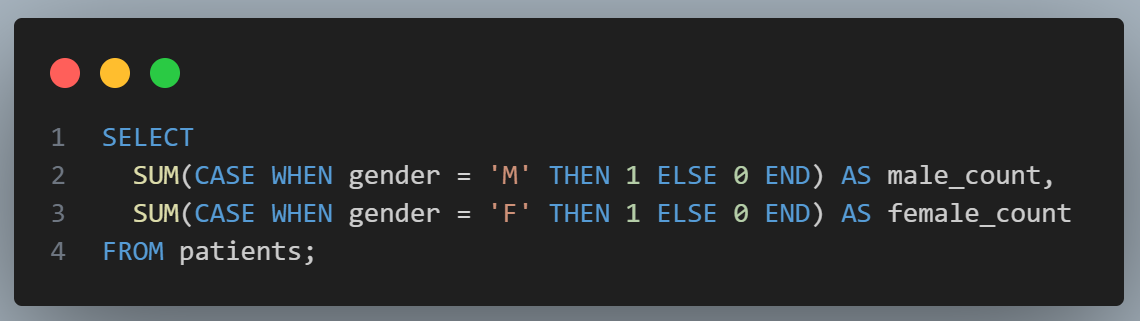 1 SELECT
2   SUM(CASE WHEN gender = 'M' THEN 1 ELSE 0 END) AS male_count,
3   SUM(CASE WHEN gender = 'F' THEN 1 ELSE 0 END) AS female_count
4 FROM patients;